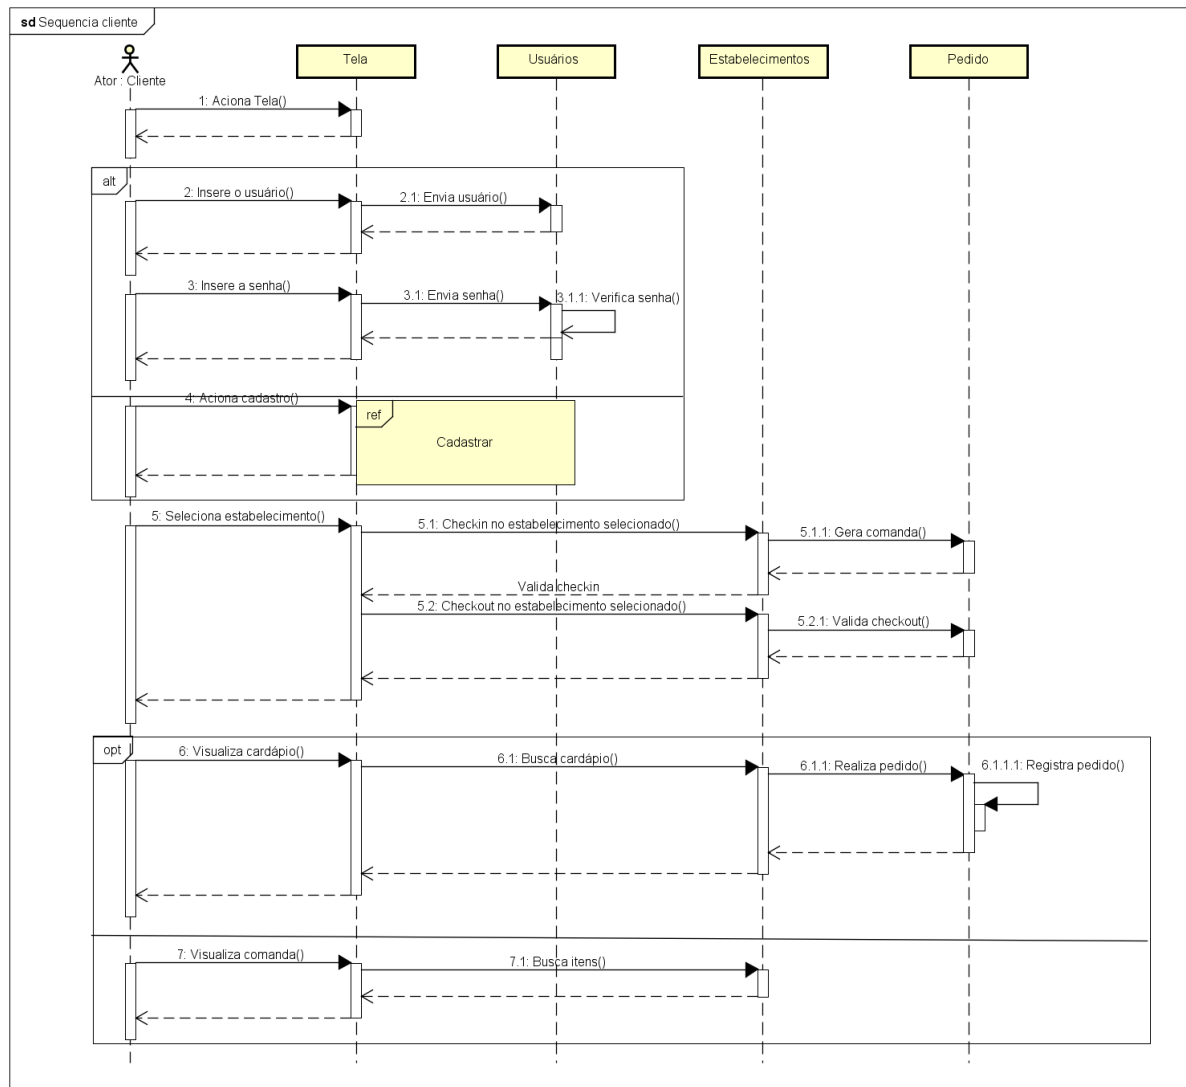 sd Sequencia cliente
Ator : Cliente
Tela
Usuários
Estabelecimentos
Pedido
1: Aciona Tela()
alt
2: Insere o usuário()
2.1: Envia usuário()
3: Insere a senha()
3.1: Envia senha()
3.1.1: Verifica senha()
4: Aciona cadastro()
ref
Cadastrar
5: Seleciona estabelecimento()
5.1: Checkin no estabelecimento selecionado()
5.1.1: Gera comanda()
Valida checkin
5.2: Checkout no estabelecimento selecionado()
5.2.1: Valida checkout()
opt
6: Visualiza cardápio()
6.1: Busca cardápio()
6.1.1: Realiza pedido()
6.1.1.1: Registra pedido()
7: Visualiza comanda()
7.1: Busca itens()